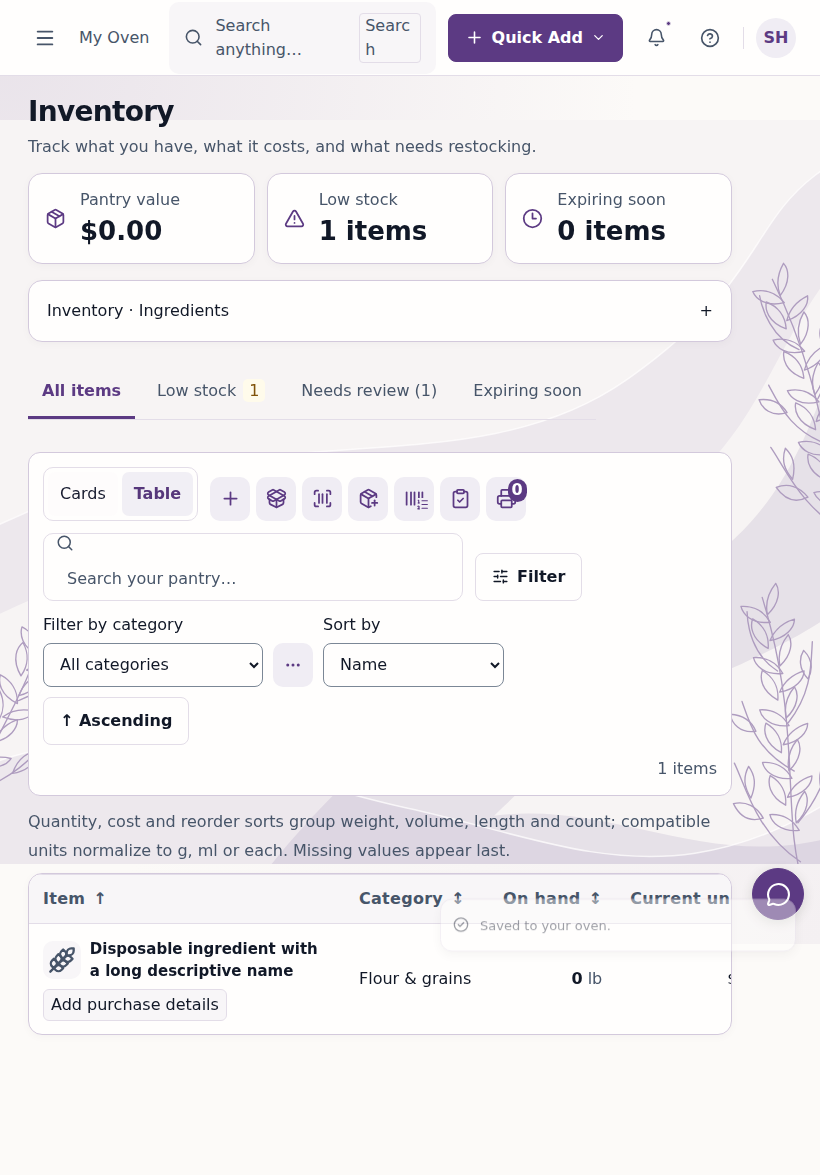 My Oven
Search anything…
Search
Quick Add
SH
Inventory
Track what you have, what it costs, and what needs restocking.
Pantry value
$0.00
Low stock
1 items
Expiring soon
0 items
Inventory · Ingredients +
All items
Low stock 1
Needs review (1)
Expiring soon
Cards
Table
0
Search your pantry…
Filter
Filter by category
Sort by
All categories
Name
↑ Ascending
1 items
Quantity, cost and reorder sorts group weight, volume, length and count; compatible
units normalize to g, ml or each. Missing values appear last.
Item ↑ Category ↕ On hand ↕ Current un
Saved to your oven.
Disposable ingredient with
a long descriptive name
Flour & grains
0 lb
Add purchase details